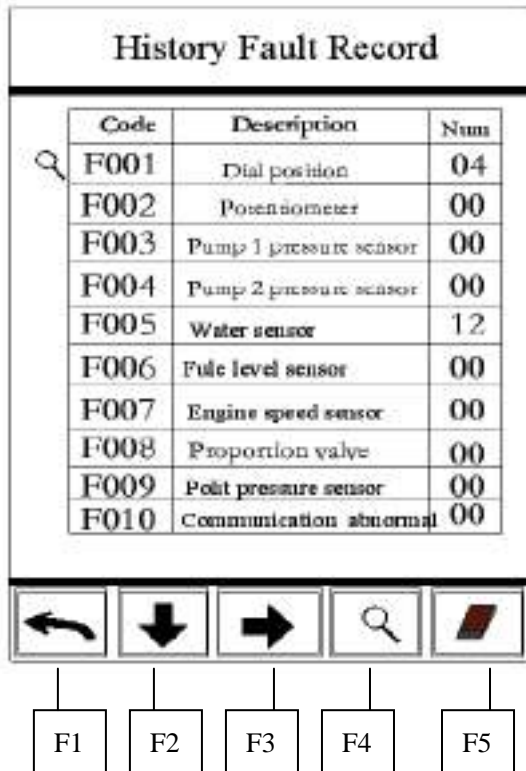 History Fault Record
Code Description Num
F001 Dial position 04
F002 Potentiometer 00
F003 Pump 1 pressure sensor 00
F004 Pump 2 pressure sensor 00
F005 Water sensor 12
F006 Fule level sensor 00
F007 Engine speed sensor 00
F008 Proportion valve 00
F009 Polit pressure sensor 00
F010 Communication abnormal 00
F1 F2 F3 F4 F5